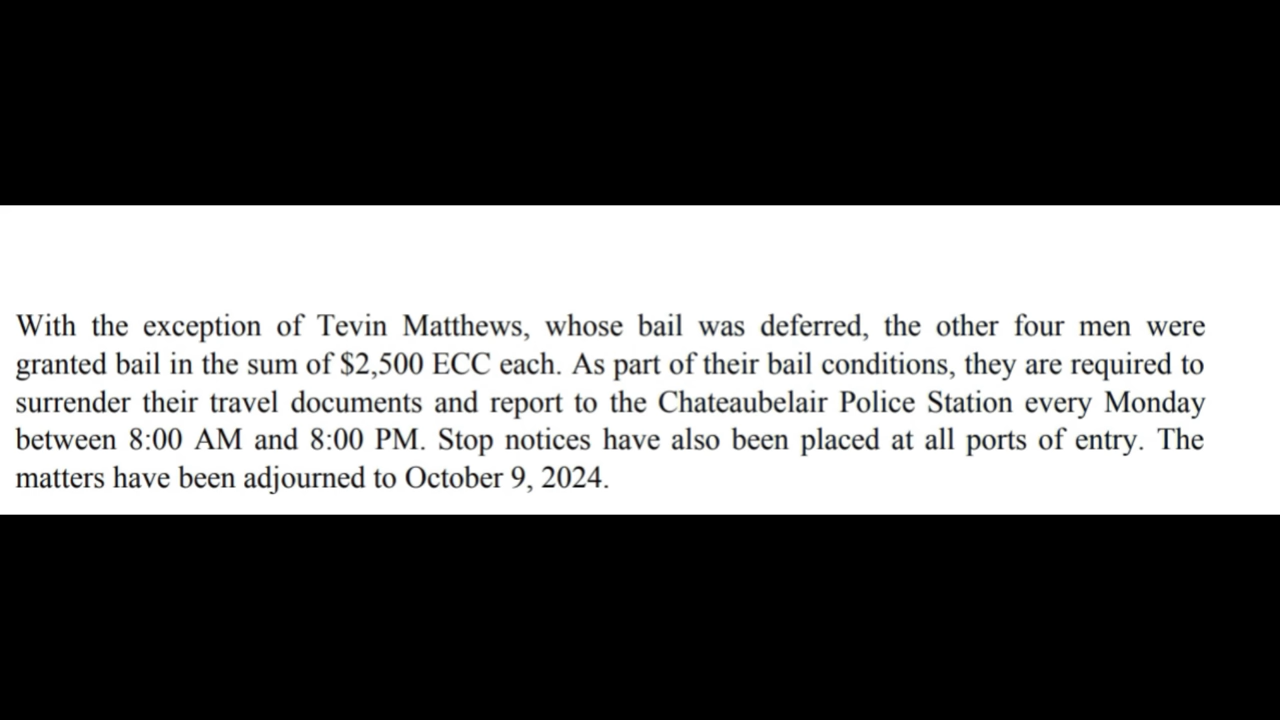 With the exception of Tevin Matthews, whose bail was deferred, the other four men were
granted bail in the sum of $2,500 ECC each. As part of their bail conditions, they are required to
surrender their travel documents and report to the Chateaubelair Police Station every Monday
between 8:00 AM and 8:00 PM. Stop notices have also been placed at all ports of entry. The
matters have been adjourned to October 9, 2024.